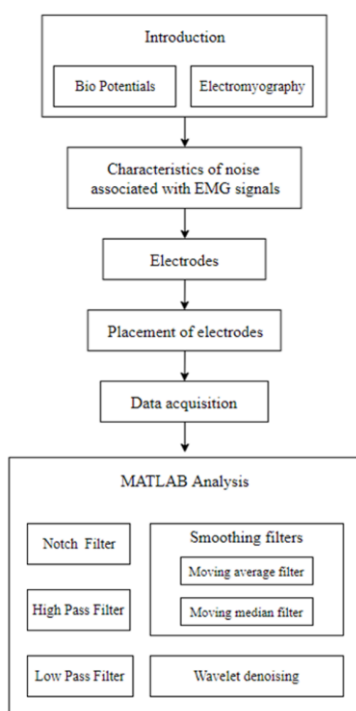 Introduction
Bio Potentials
Electromyography
Characteristics of noise
associated with EMG signals
Electrodes
Placement of electrodes
Data acquisition
MATLAB Analysis
Notch Filter
High Pass Filter
Low Pass Filter
Smoothing filters
Moving average filter
Moving median filter
Wavelet denoising